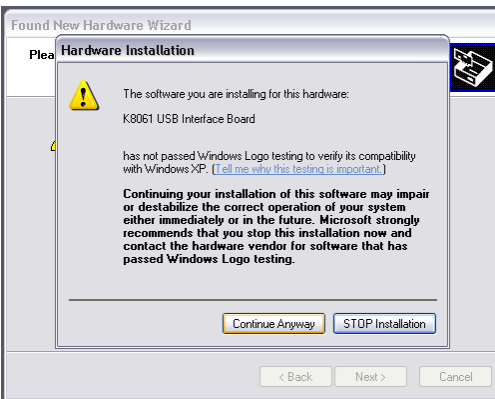 Found New Hardware Wizard
Plea
Hardware Installation
The software you are installing for this hardware:
K8061 USB Interface Board
has not passed Windows Logo testing to verify its compatibility
with Windows XP. (Tell me why this testing is important.)
Continuing your installation of this software may impair
or destabilize the correct operation of your system
either immediately or in the future. Microsoft strongly
recommends that you stop this installation now and
contact the hardware vendor for software that has
passed Windows Logo testing.
Continue Anyway STOP Installation
< Back Next > Cancel